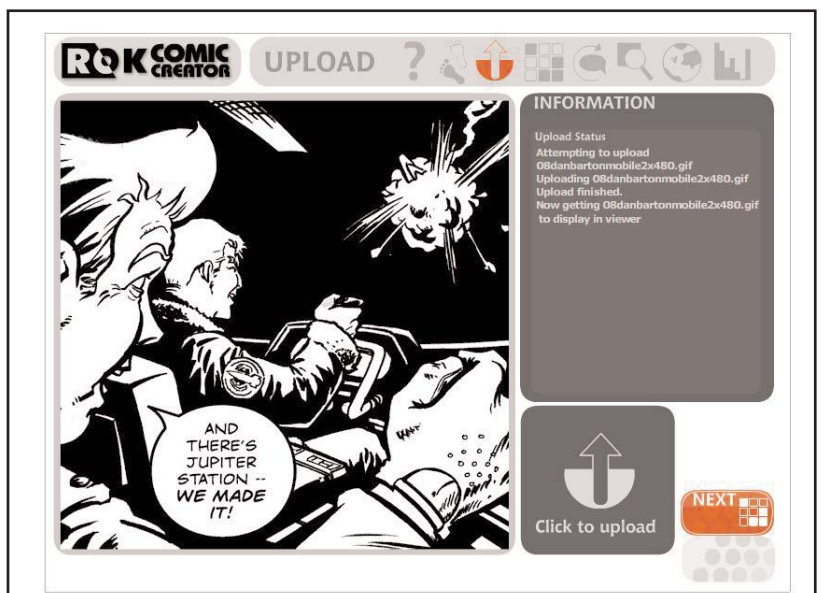 ROK COMIC
CREATOR
UPLOAD ?
INFORMATION
Upload Status
Attempting to upload
08danbartonmobile2x480.gif
Uploading 08danbartonmobile2x480.gif
Upload finished.
Now getting 08danbartonmobile2x480.gif
to display in viewer
AND
THERE'S
JUPITER
STATION --
WE MADE
IT!
Click to upload
NEXT